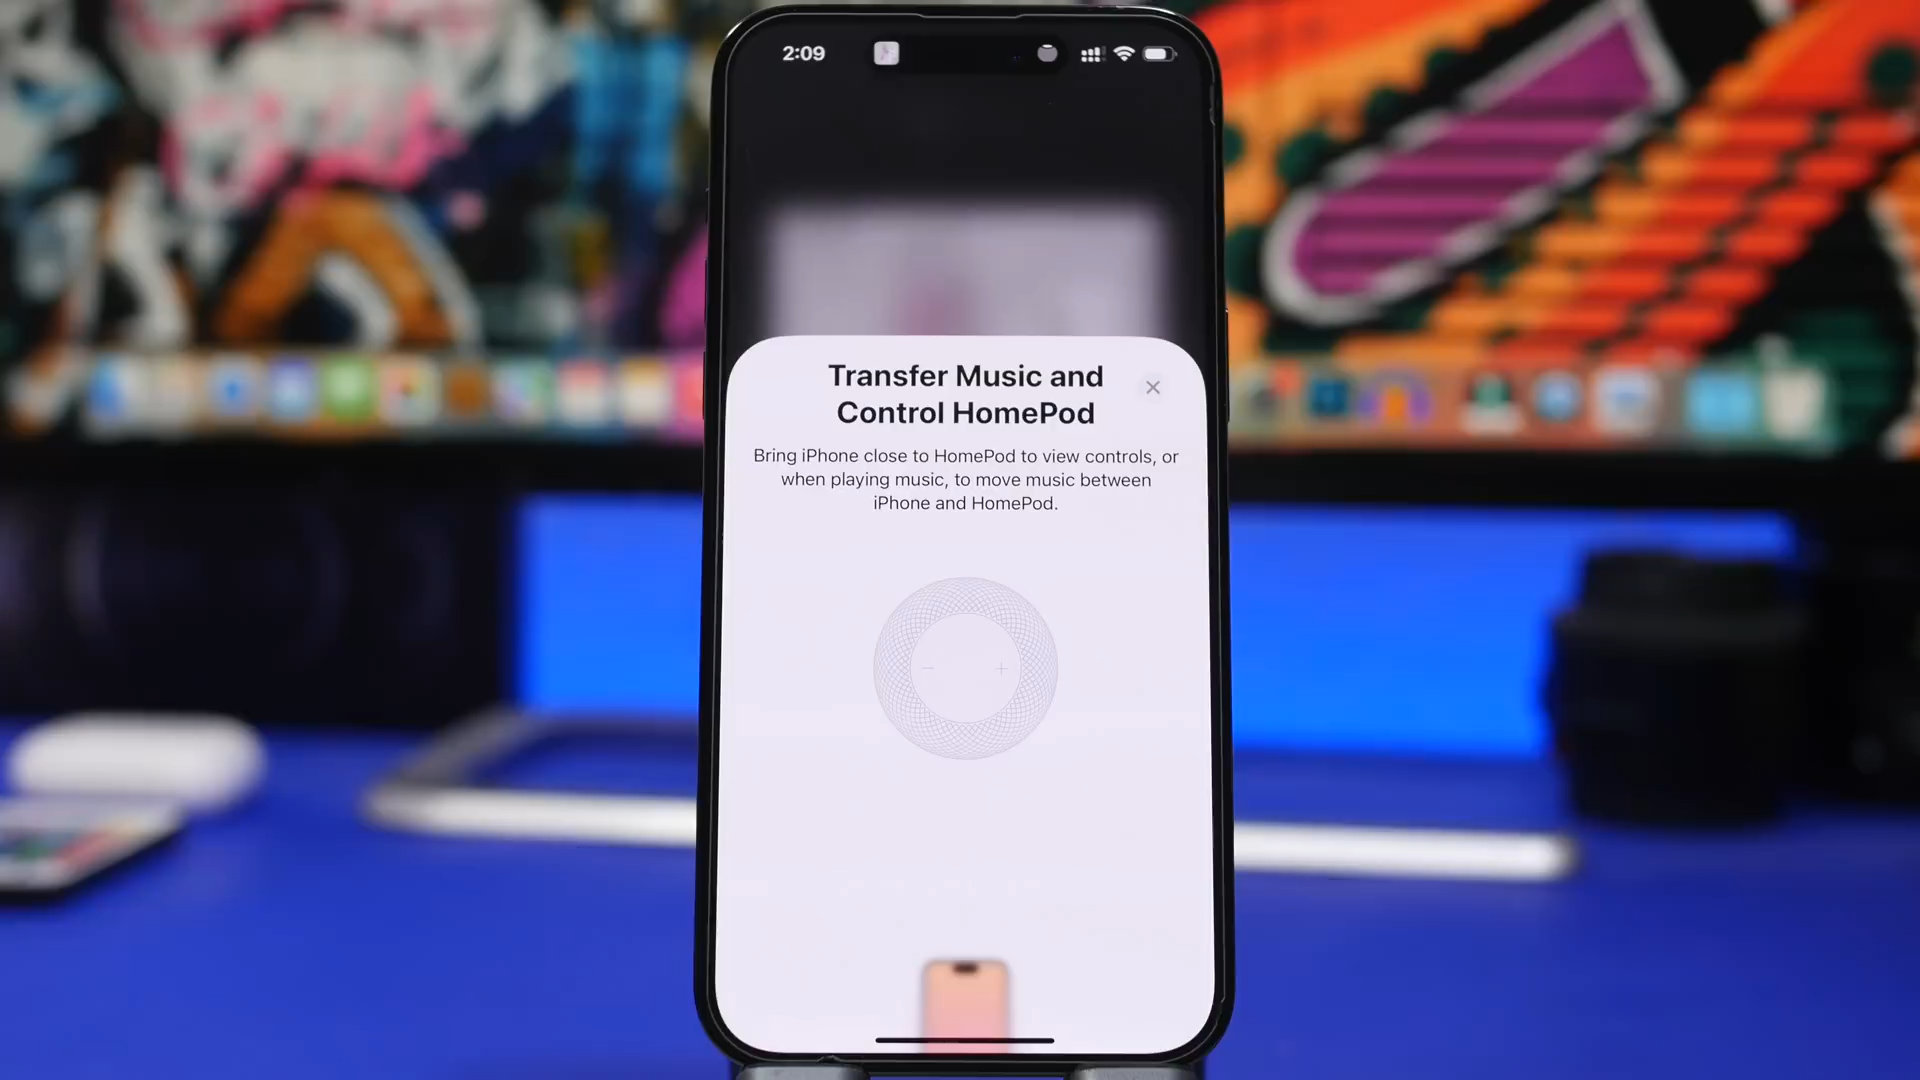 2:09
Transfer Music and
Control HomePod
Bring iPhone close to HomePod to view controls, or
when playing music, to move music between
iPhone and HomePod.